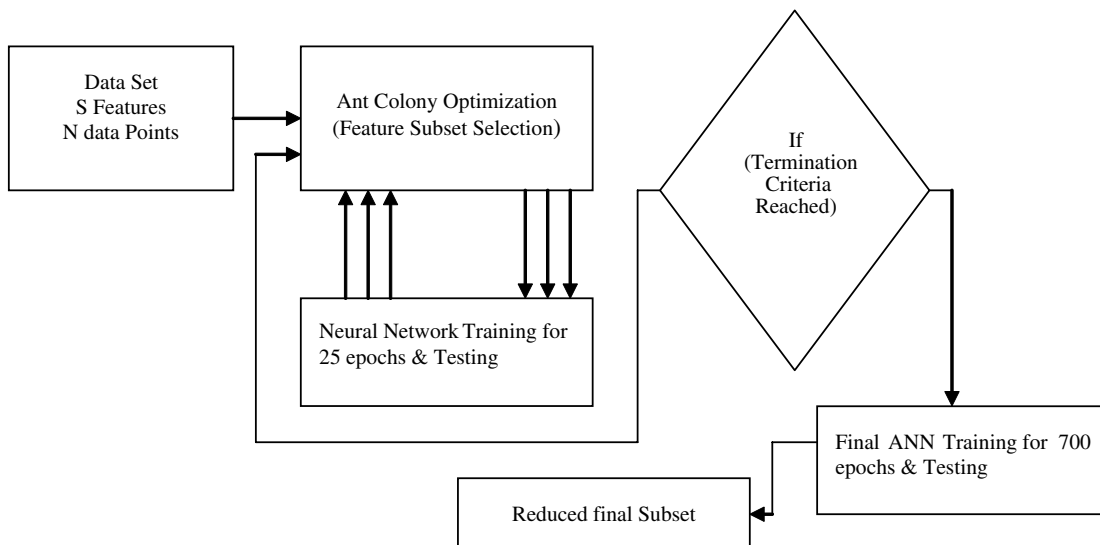 Data Set
S Features
N data Points
Ant Colony Optimization
(Feature Subset Selection)
If
(Termination
Criteria
Reached)
Neural Network Training for
25 epochs & Testing
Final ANN Training for 700
epochs & Testing
Reduced final Subset